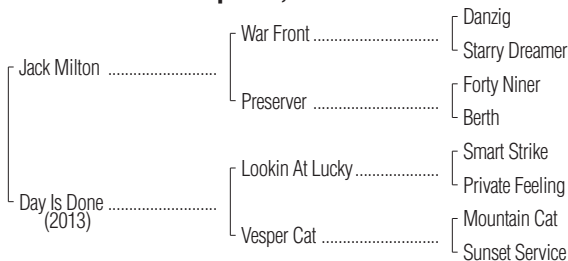 Danzig
War Front ....................................
Starry Dreamer
Jack Milton ...............................
Forty Niner
Preserver ....................................
Berth
Smart Strike
Lookin At Lucky ........................
Private Feeling
Day Is Done ...............................
(2013)
Mountain Cat
Vesper Cat ..................................
Sunset Service